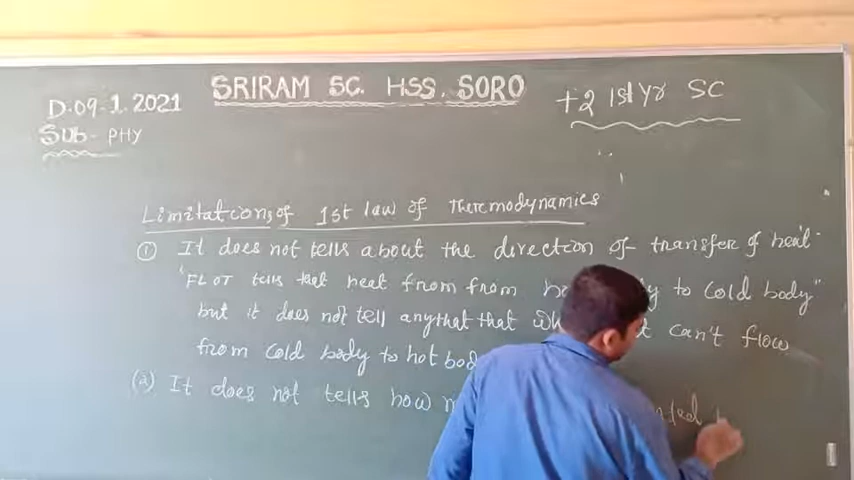 D.09-1.2021
SRIRAM SC. HSS. SORO
+2 1st Yr SC
SUB- PHY
Limitations of 1st law of Thermodynamics
① It does not tells about the direction of transfer of heat.
"FLOT tells that heat from from to cold body"
but it does not tell anythat that can't flow
from cold body to hot
(2) It does not tells how